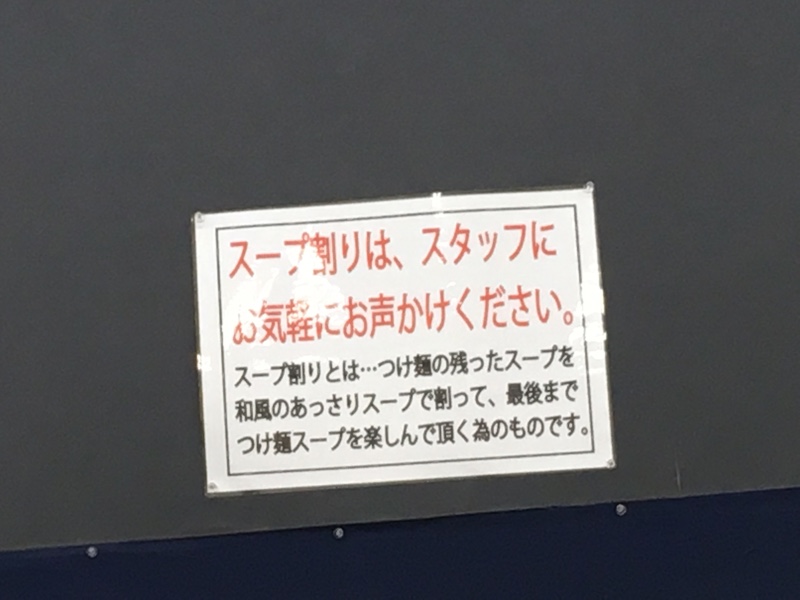 スープ割りは、スタッフに
お気軽にお声かけください。
スープ割りとは…つけ麺の残ったスープを
和風のあっさりスープで割って、最後まで
つけ麺スープを楽しんで頂く為のものです。